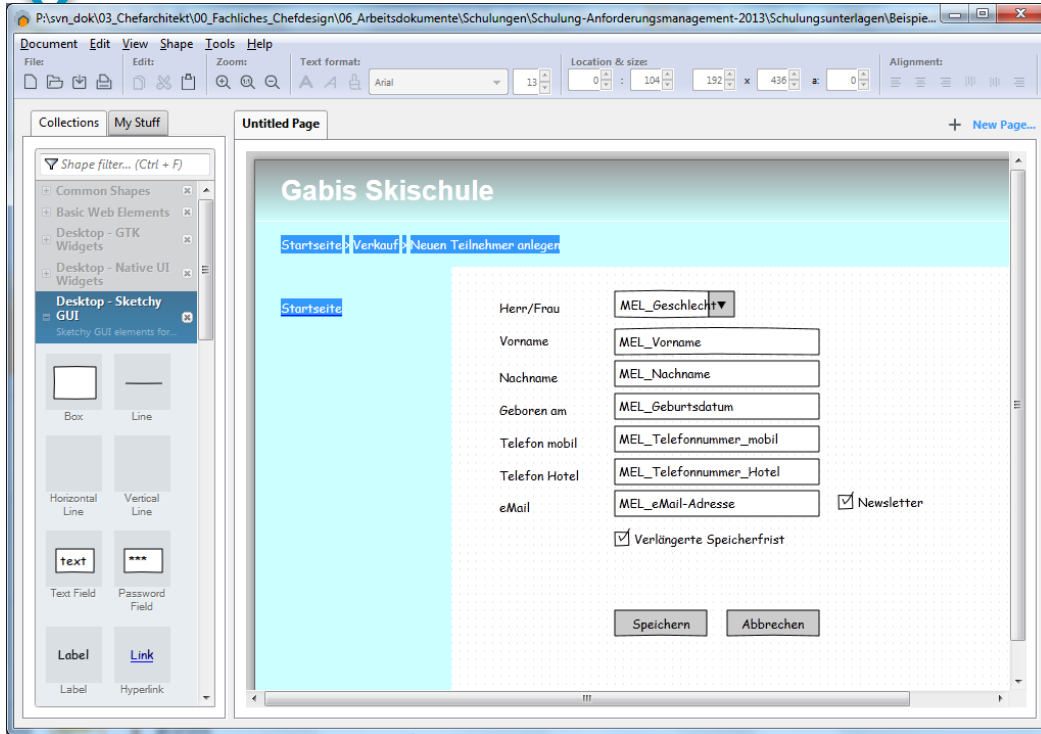 P:\svn_dok\03_Chefarchitekt\00_Fachliches_Chefdesign\06_Arbeitsdokumente\Schulungen\Schulung-Anforderungsmanagement-2013\Schulungsunterlagen\Beispie...
Document Edit View Shape Tools Help
File: Edit: Zoom: Text format: Location & size: Alignment:
Arial 13 0 : 104 192 x 436 a: 0
Collections My Stuff Untitled Page + New Page...
Shape filter... (Ctrl + F)
Common Shapes
Basic Web Elements
Desktop - GTK
Widgets
Desktop - Native UI
Widgets
Desktop - Sketchy
GUI
Sketchy GUI elements for...
Box Line
Horizontal
Line
Vertical
Line
text ***
Text Field Password
Field
Label Link
Label Hyperlink
Gabis Skischule
Startseite > Verkauf > Neuen Teilnehmer anlegen
Startseite
Herr/Frau MEL_Geschlecht▼
Vorname MEL_Vorname
Nachname MEL_Nachname
Geboren am MEL_Geburtsdatum
Telefon mobil MEL_Telefonnummer_mobil
Telefon Hotel MEL_Telefonnummer_Hotel
eMail MEL_eMail-Adresse Newsletter
Verlängerte Speicherfrist
Speichern Abbrechen